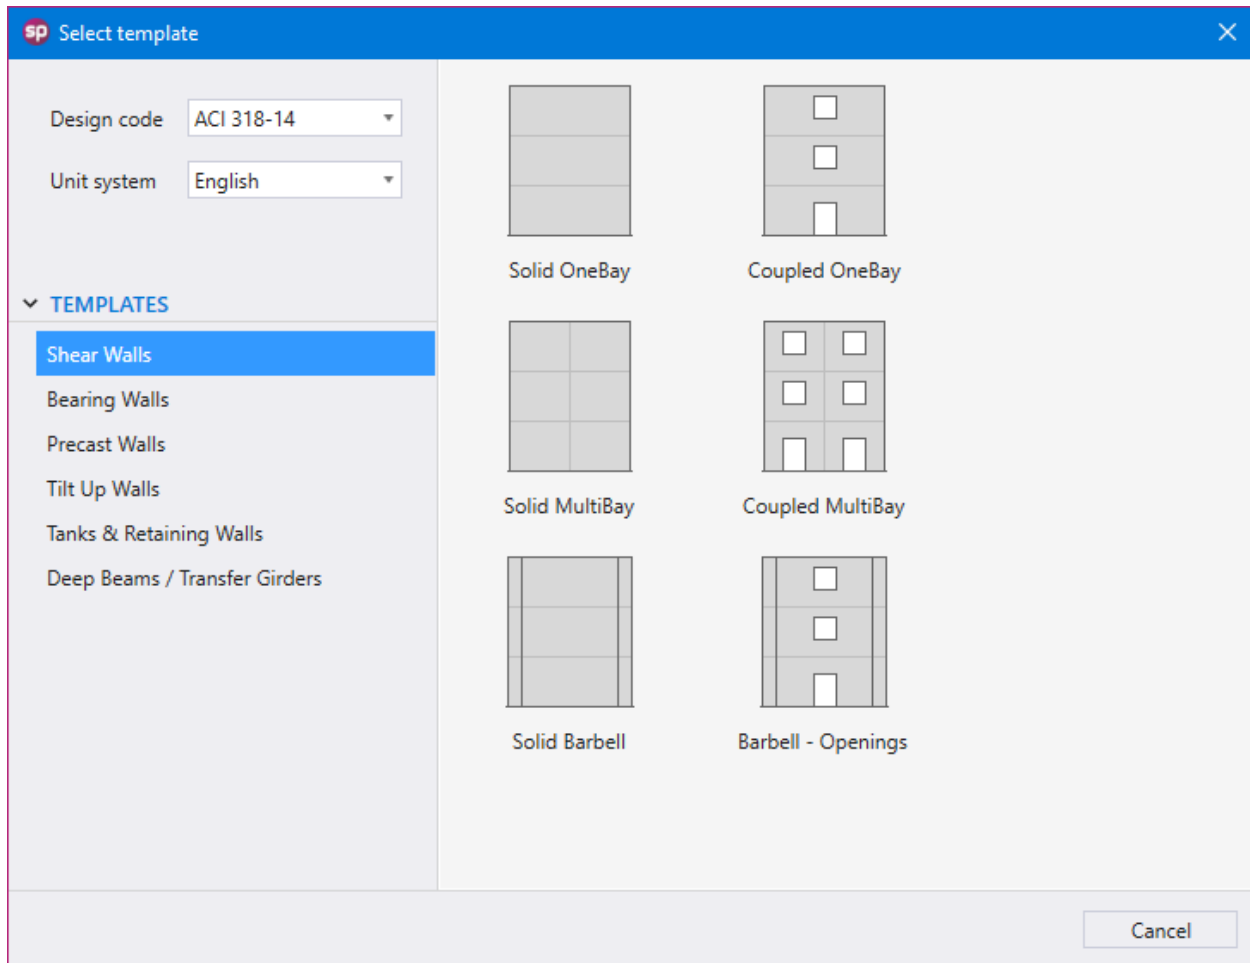 sp Select template
Design code ACI 318-14
Unit system English
TEMPLATES
Shear Walls
Bearing Walls
Precast Walls
Tilt Up Walls
Tanks & Retaining Walls
Deep Beams / Transfer Girders
Solid OneBay
Coupled OneBay
Solid MultiBay
Coupled MultiBay
Solid Barbell
Barbell - Openings
Cancel